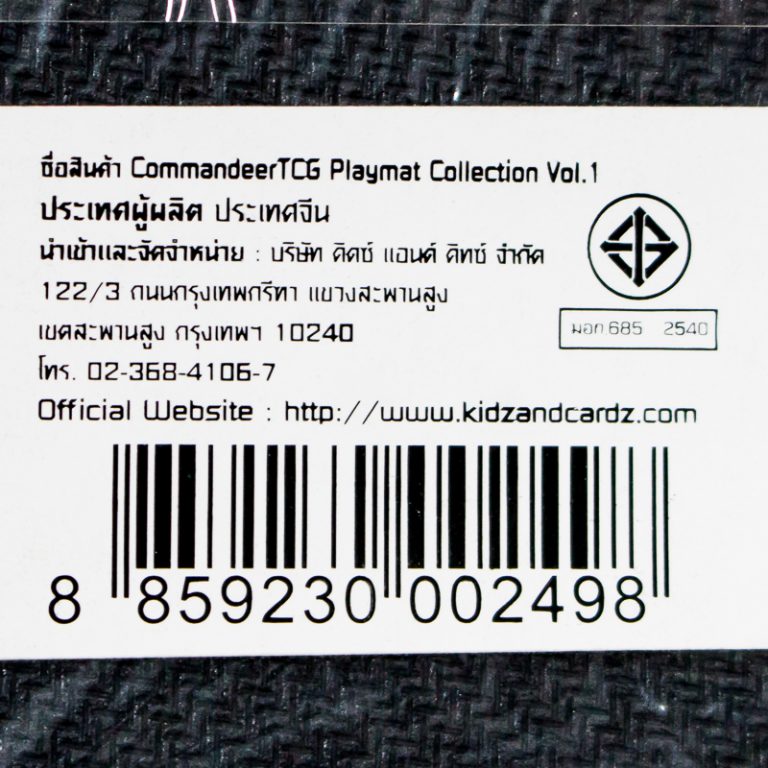 ชื่อสินค้า CommandeerTCG Playmat Collection Vol.1
ประเทศผู้ผลิต ประเทศจีน
นำเข้าและจัดจำหน่าย : บริษัท คิดซ์ แอนด์ คิทซ์ จำกัด
122/3 ถนนกรุงเทพกรีฑา แขวงสะพานสูง
เขตสะพานสูง กรุงเทพฯ 10240
โทร. 02-368-4106-7
Official Website : http://www.kidzandcardz.com
มอก.685 2540
8 859230 002498